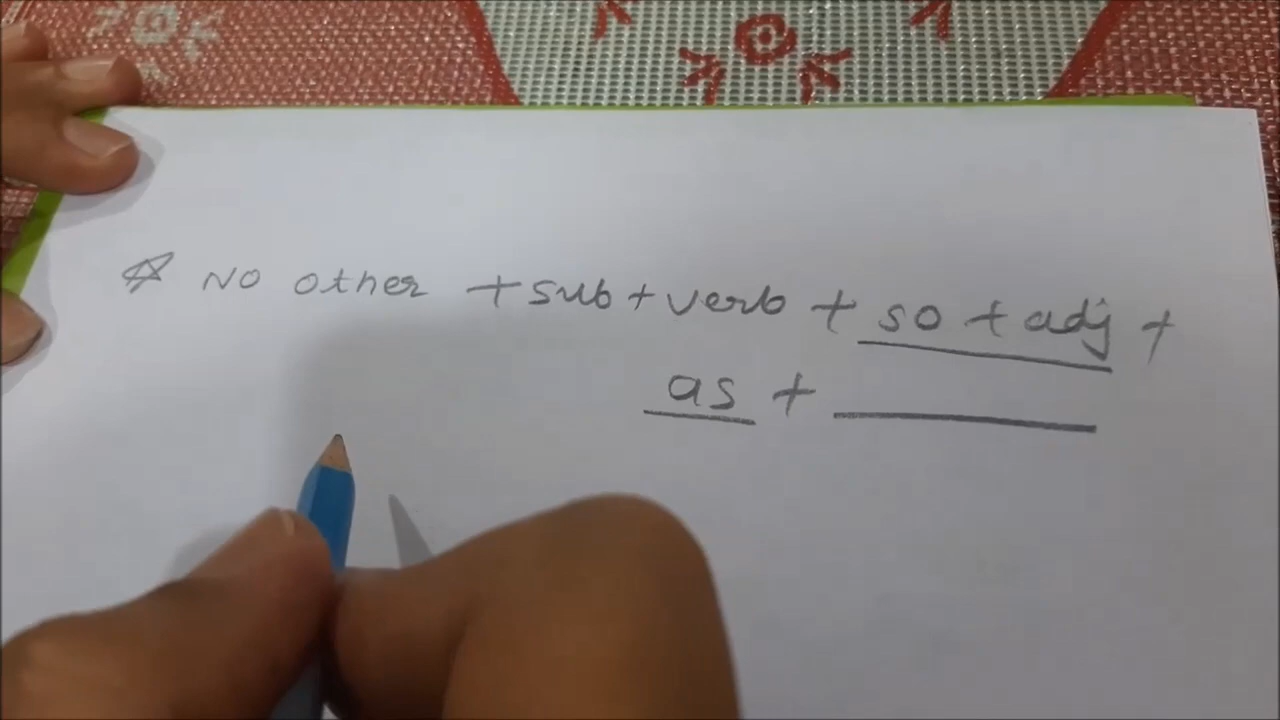 ☆ No other + sub + verb + so + adj +
as + ________